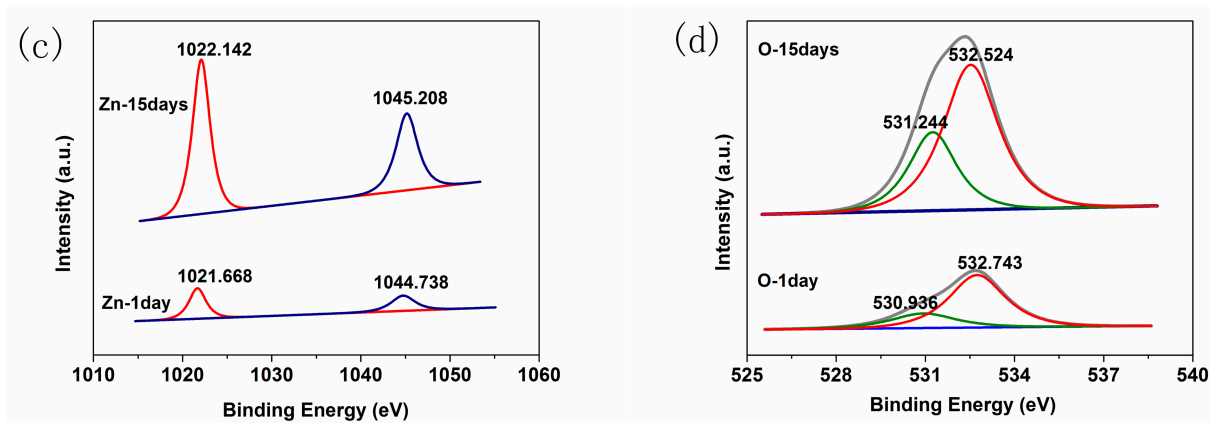 (c)
1022.142
Zn-15days
1045.208
1021.668
1044.738
Zn-1day
Intensity (a.u.)
1010 1020 1030 1040 1050 1060
Binding Energy (eV)
(d)
O-15days
532.524
531.244
O-1day
532.743
530.936
Intensity (a.u.)
525 528 531 534 537 540
Binding Energy (eV)